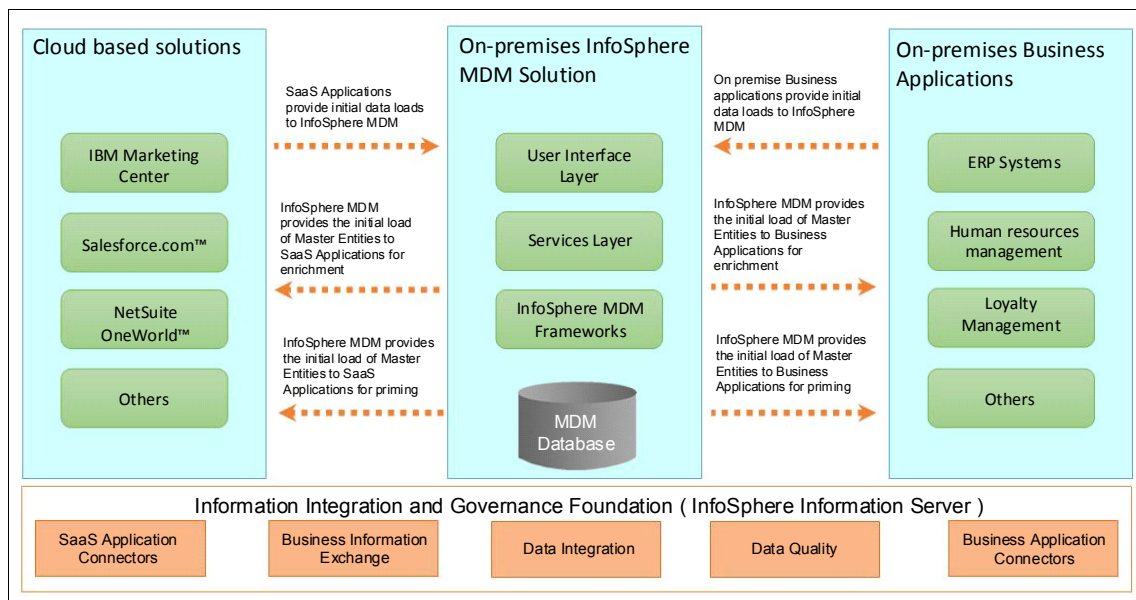 Cloud based solutions
IBM Marketing
Center
Salesforce.com™
NetSuite
OneWorld™
Others
SaaS Applications
provide initial data loads
to InfoSphere MDM
InfoSphere MDM
provides the initial load
of Master Entities to
SaaS Applications for
enrichment
InfoSphere MDM provides
the initial load of Master
Entities to SaaS
Applications for priming
On-premises InfoSphere
MDM Solution
User Interface
Layer
Services Layer
InfoSphere MDM
Frameworks
MDM
Database
On premise Business
applications provide initial
data loads to InfoSphere
MDM
InfoSphere MDM provides
the initial load of Master
Entities to Business
Applications for
enrichment
InfoSphere MDM provides
the initial load of Master
Entities to Business
Applications for priming
On-premises Business
Applications
ERP Systems
Human resources
management
Loyalty
Management
Others
Information Integration and Governance Foundation ( InfoSphere Information Server )
SaaS Application
Connectors
Business Information
Exchange
Data Integration
Data Quality
Business Application
Connectors